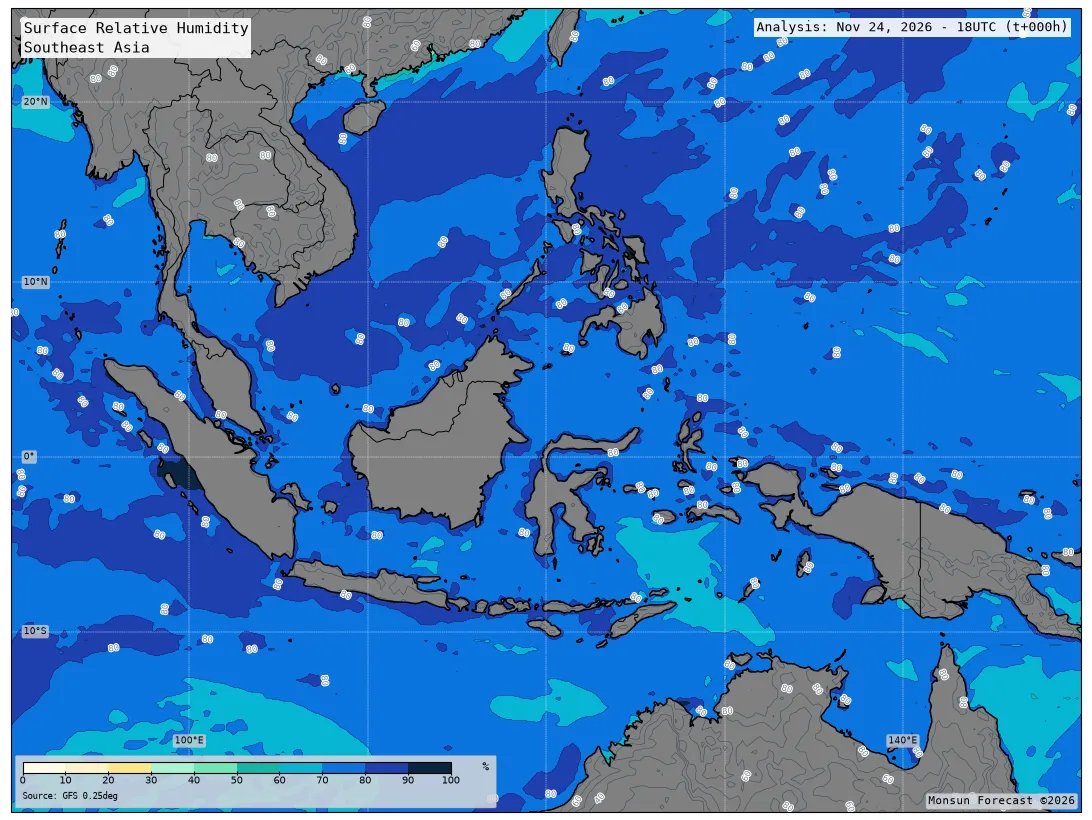 Surface Relative Humidity
Southeast Asia
Analysis: Nov 24, 2026 - 18UTC (t+000h)
20°N
10°N
0°
10°S
100°E
140°E
%
0 10 20 30 40 50 60 70 80 90 100
Source: GFS 0.25deg
Monsun Forecast ©2026